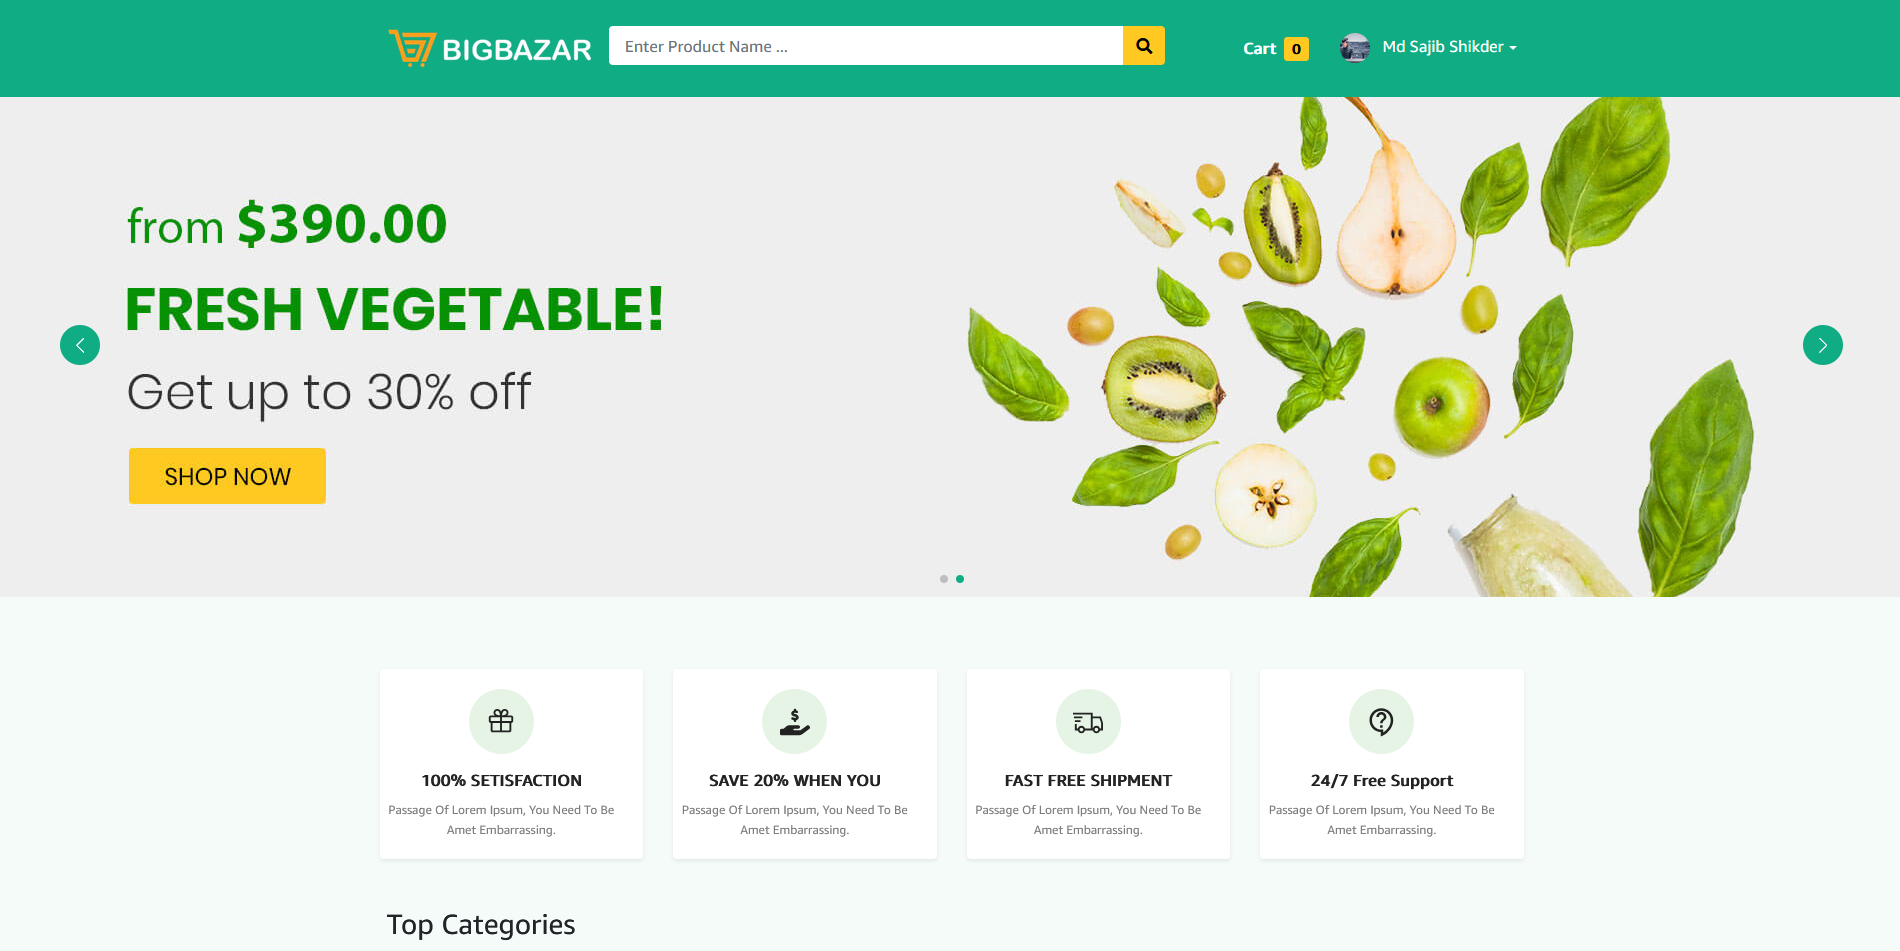 BIGBAZAR
Enter Product Name ...
Cart 0
Md Sajib Shikder
from $390.00
FRESH VEGETABLE!
Get up to 30% off
SHOP NOW
100% SETISFACTION
Passage Of Lorem Ipsum, You Need To Be
Amet Embarrassing.
SAVE 20% WHEN YOU
Passage Of Lorem Ipsum, You Need To Be
Amet Embarrassing.
FAST FREE SHIPMENT
Passage Of Lorem Ipsum, You Need To Be
Amet Embarrassing.
24/7 Free Support
Passage Of Lorem Ipsum, You Need To Be
Amet Embarrassing.
Top Categories